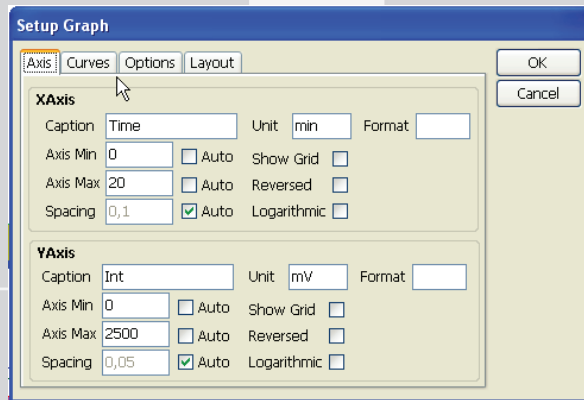 Setup Graph
Axis Curves Options Layout OK
Cancel
XAxis
Caption Time Unit min Format
Axis Min 0 Auto Show Grid
Axis Max 20 Auto Reversed
Spacing 0,1 Auto Logarithmic
YAxis
Caption Int Unit mV Format
Axis Min 0 Auto Show Grid
Axis Max 2500 Auto Reversed
Spacing 0,05 Auto Logarithmic